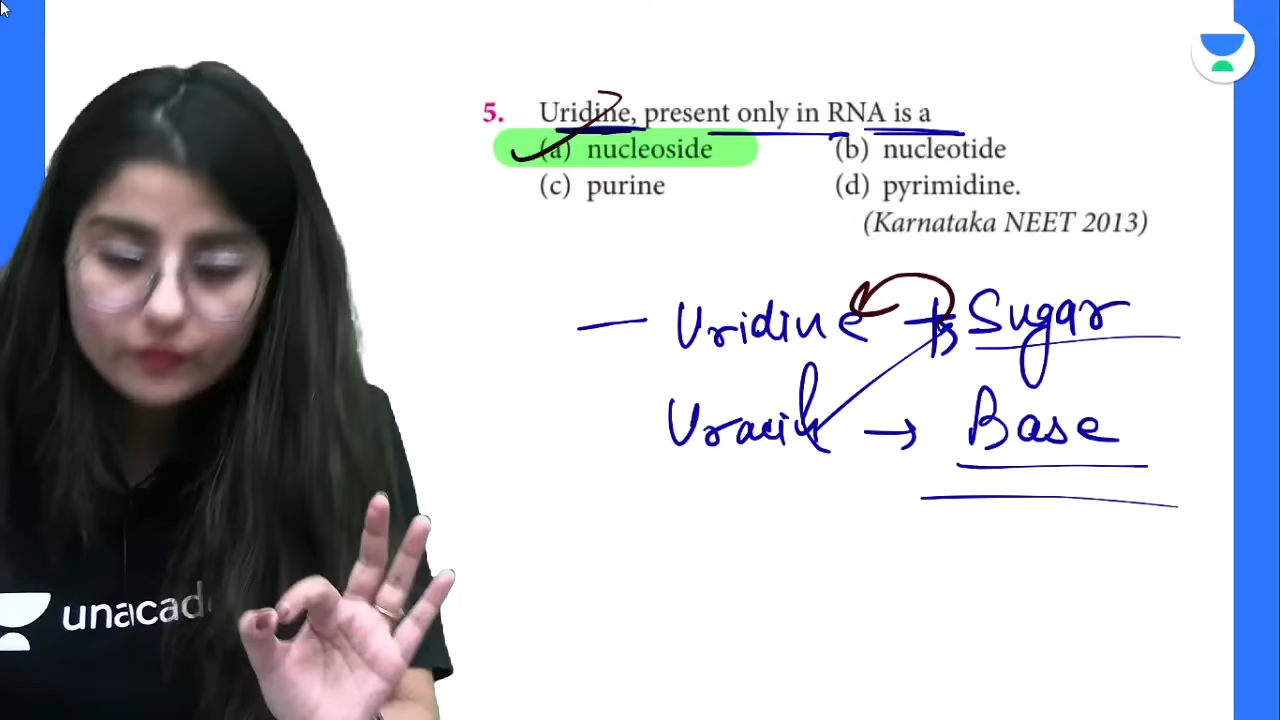 5. Uridine, present only in RNA is a
(a) nucleoside (b) nucleotide
(c) purine (d) pyrimidine.
(Karnataka NEET 2013)
— Uridine Sugar
Uracil → Base
unacad